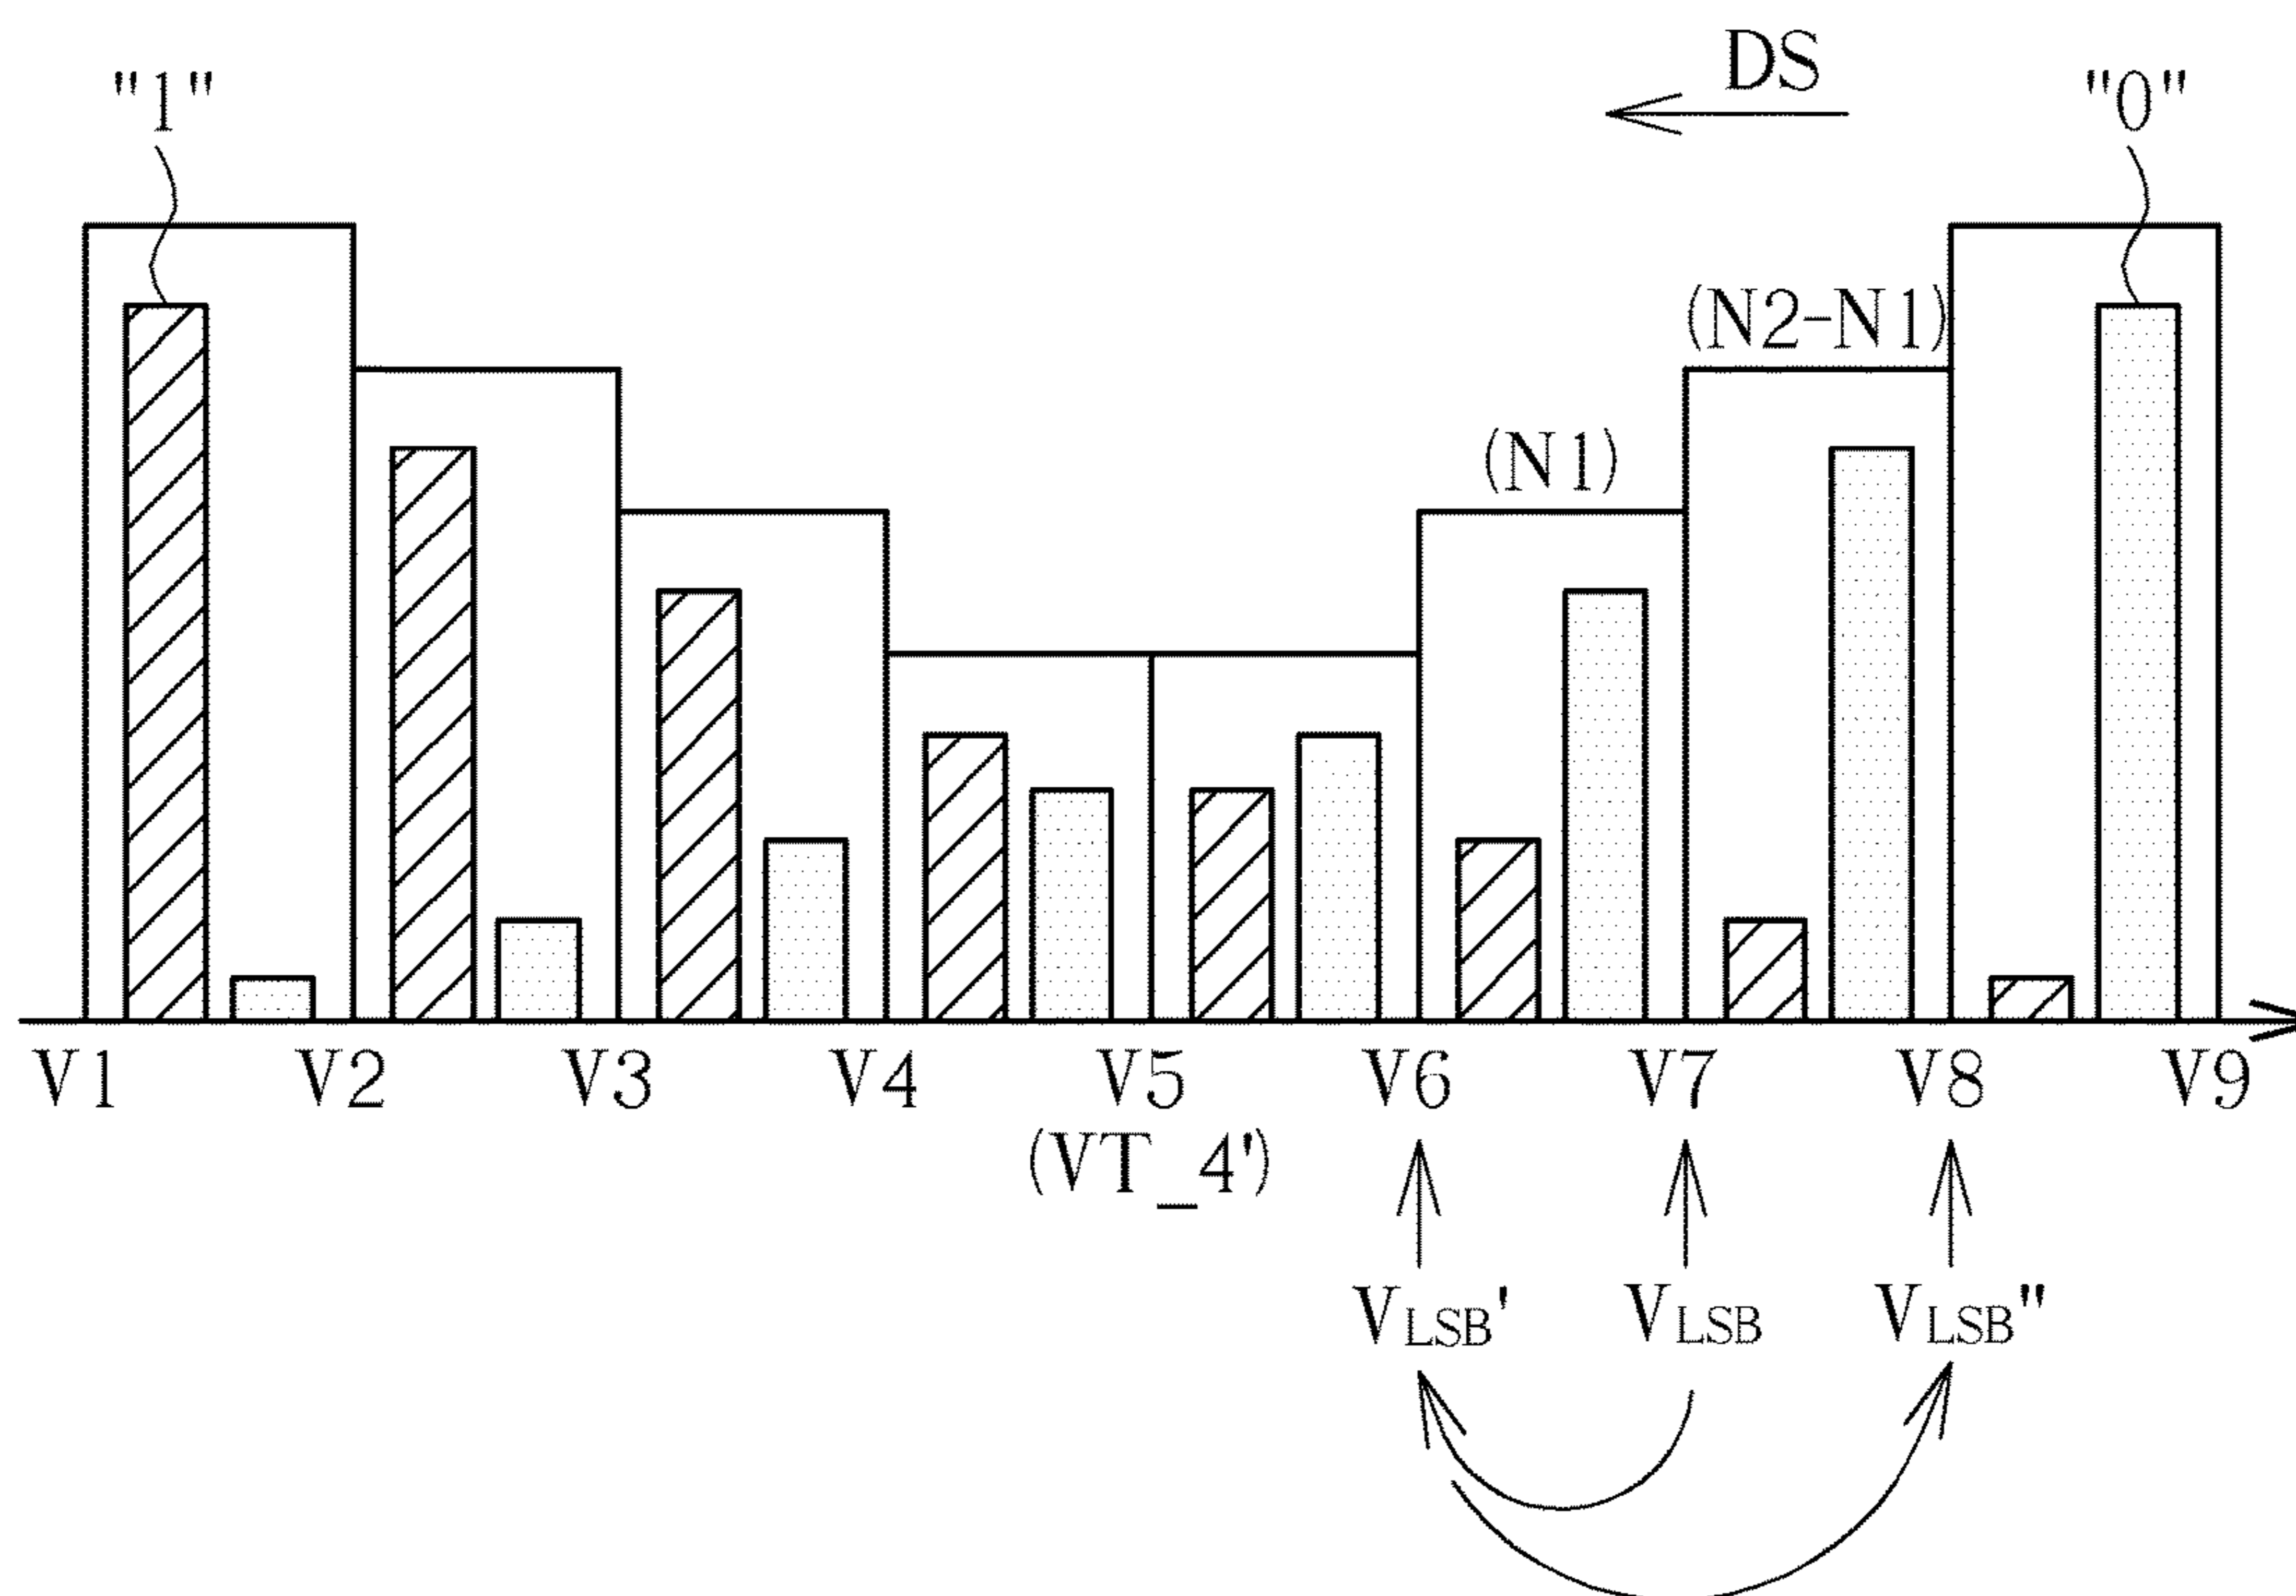 DS
"1" "0"
(N2-N1)
(N1)
V1 V2 V3 V4 V5 V6 V7 V8 V9
(VT_4')
VLSB' VLSB VLSB"